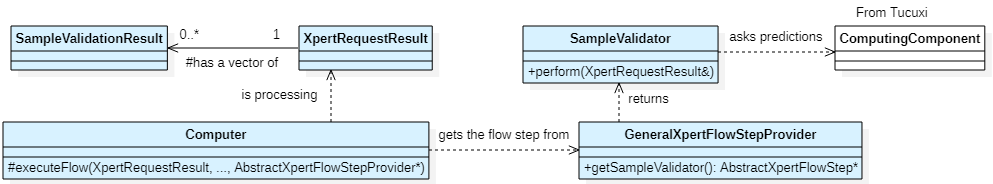 From Tucuxi
SampleValidationResult
0..*
1
XpertRequestResult
SampleValidator
asks predictions
ComputingComponent
#has a vector of
+perform(XpertRequestResult&)
is processing
returns
Computer
gets the flow step from
GeneralXpertFlowStepProvider
#executeFlow(XpertRequestResult, ..., AbstractXpertFlowStepProvider*)
+getSampleValidator(): AbstractXpertFlowStep*